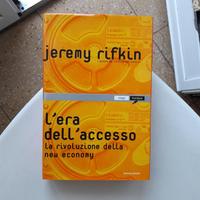 jeremy rifkin
l'era
dell'accesso
la rivoluzione della
new economy